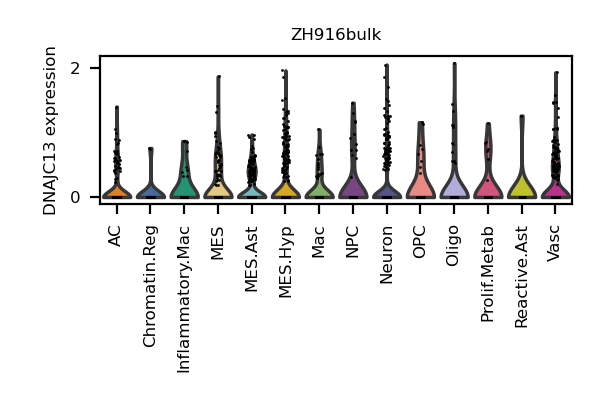 ZH916bulk
DNAJC13 expression
2
0
AC
Chromatin.Reg
Inflammatory.Mac
MES
MES.Ast
MES.Hyp
Mac
NPC
Neuron
OPC
Oligo
Prolif.Metab
Reactive.Ast
Vasc